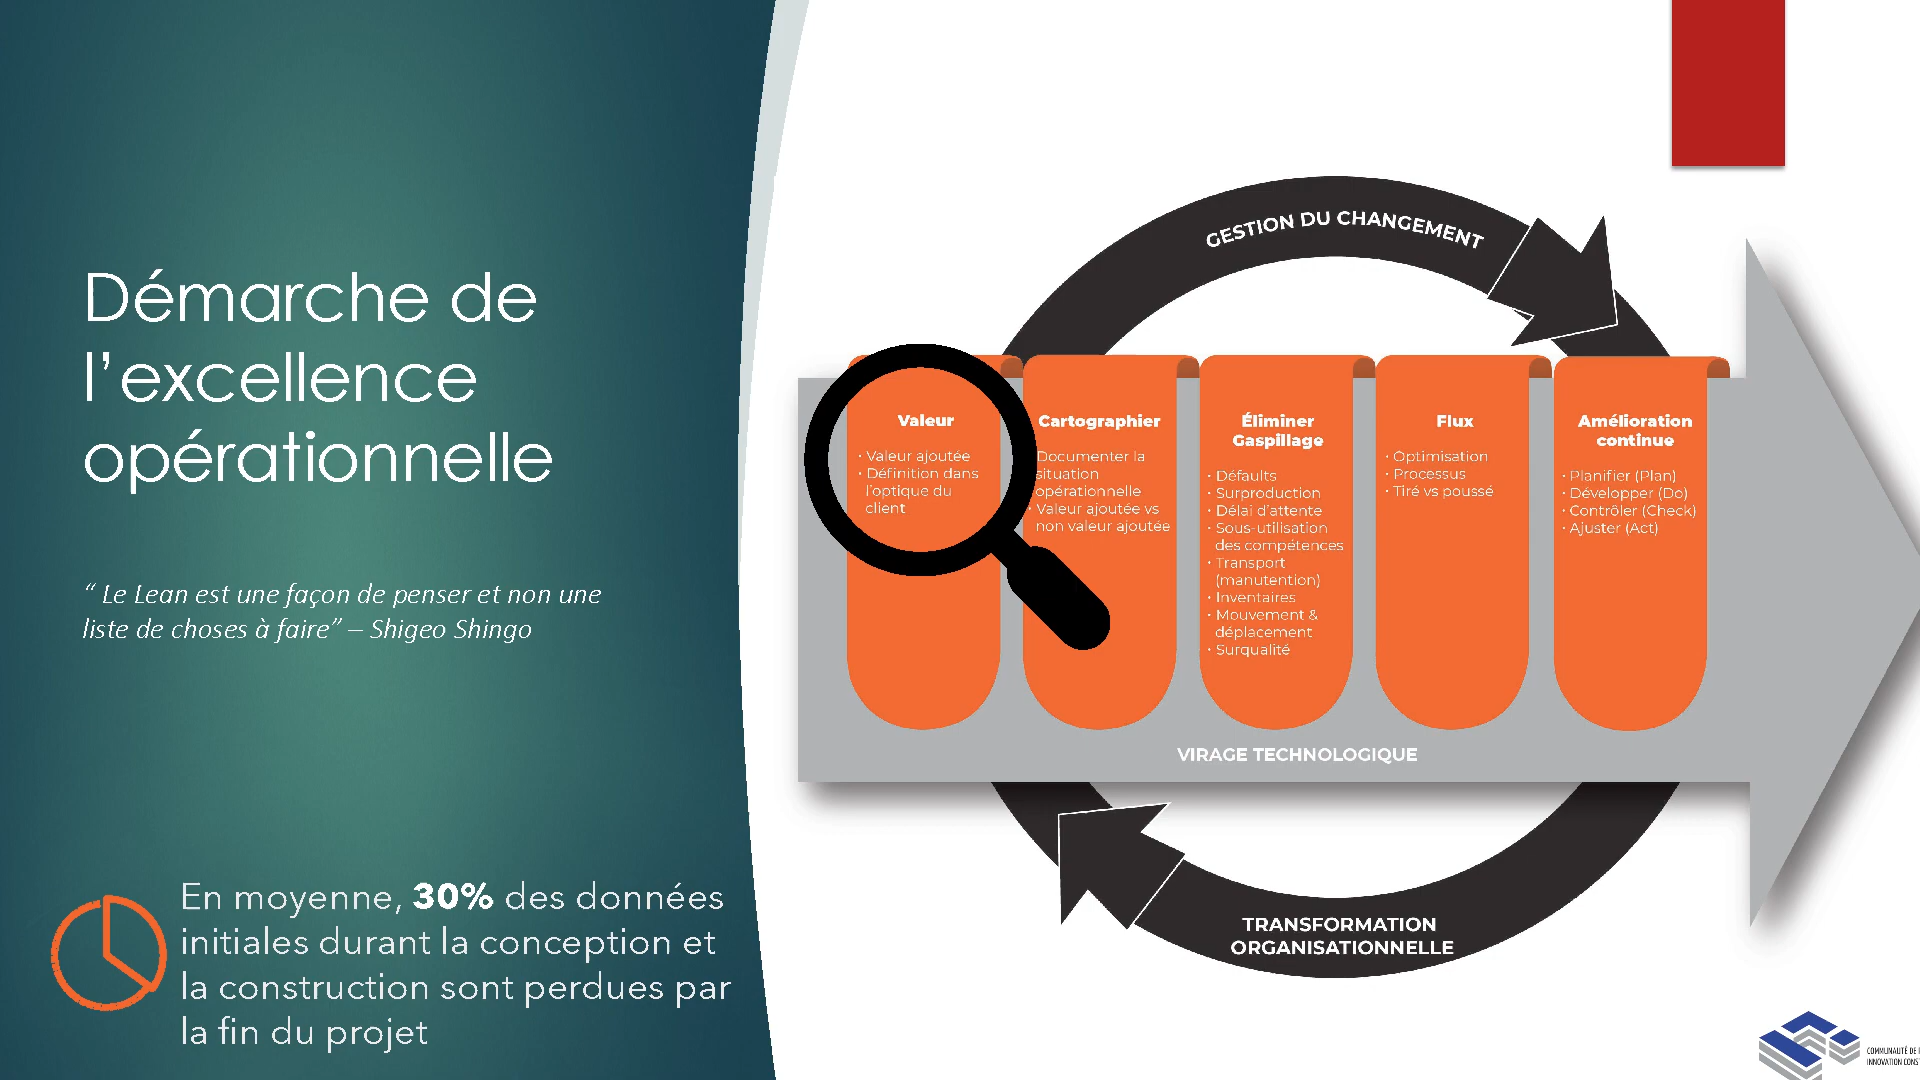 Démarche de
l’excellence
opérationnelle
“ Le Lean est une façon de penser et non une
liste de choses à faire” – Shigeo Shingo
En moyenne, 30% des données
initiales durant la conception et
la construction sont perdues par
la fin du projet
GESTION DU CHANGEMENT
Valeur
· Valeur ajoutée
· Définition dans
l’optique du
client
Cartographier
Documenter la
situation
opérationnelle
· Valeur ajoutée vs
non valeur ajoutée
Éliminer
Gaspillage
· Défaults
· Surproduction
· Délai d’attente
· Sous-utilisation
des compétences
· Transport
(manutention)
· Inventaires
· Mouvement &
déplacement
· Surqualité
Flux
· Optimisation
· Processus
· Tiré vs poussé
Amélioration
continue
· Planifier (Plan)
· Développer (Do)
· Contrôler (Check)
· Ajuster (Act)
VIRAGE TECHNOLOGIQUE
TRANSFORMATION
ORGANISATIONNELLE
COMMUNAUTÉ DE
INNOVATION